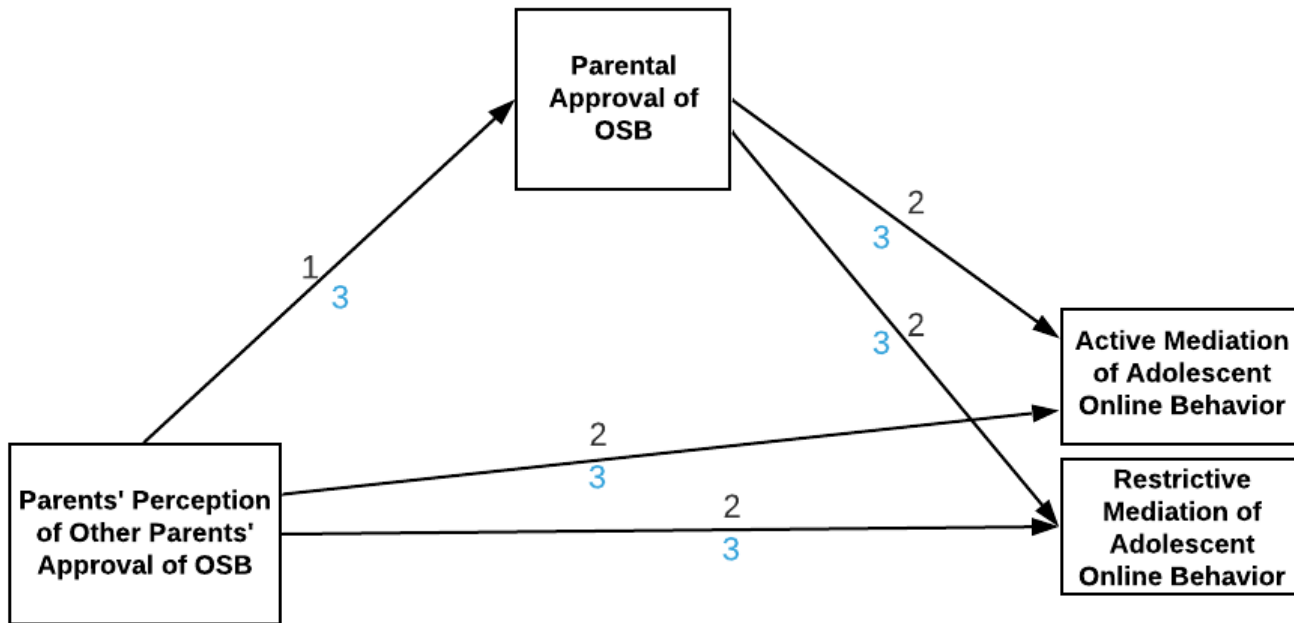 Parental
Approval of
OSB
2
3
1
3
2
3
Active Mediation
of Adolescent
Online Behavior
2
3
Parents' Perception
of Other Parents'
Approval of OSB
2
3
Restrictive
Mediation of
Adolescent
Online Behavior